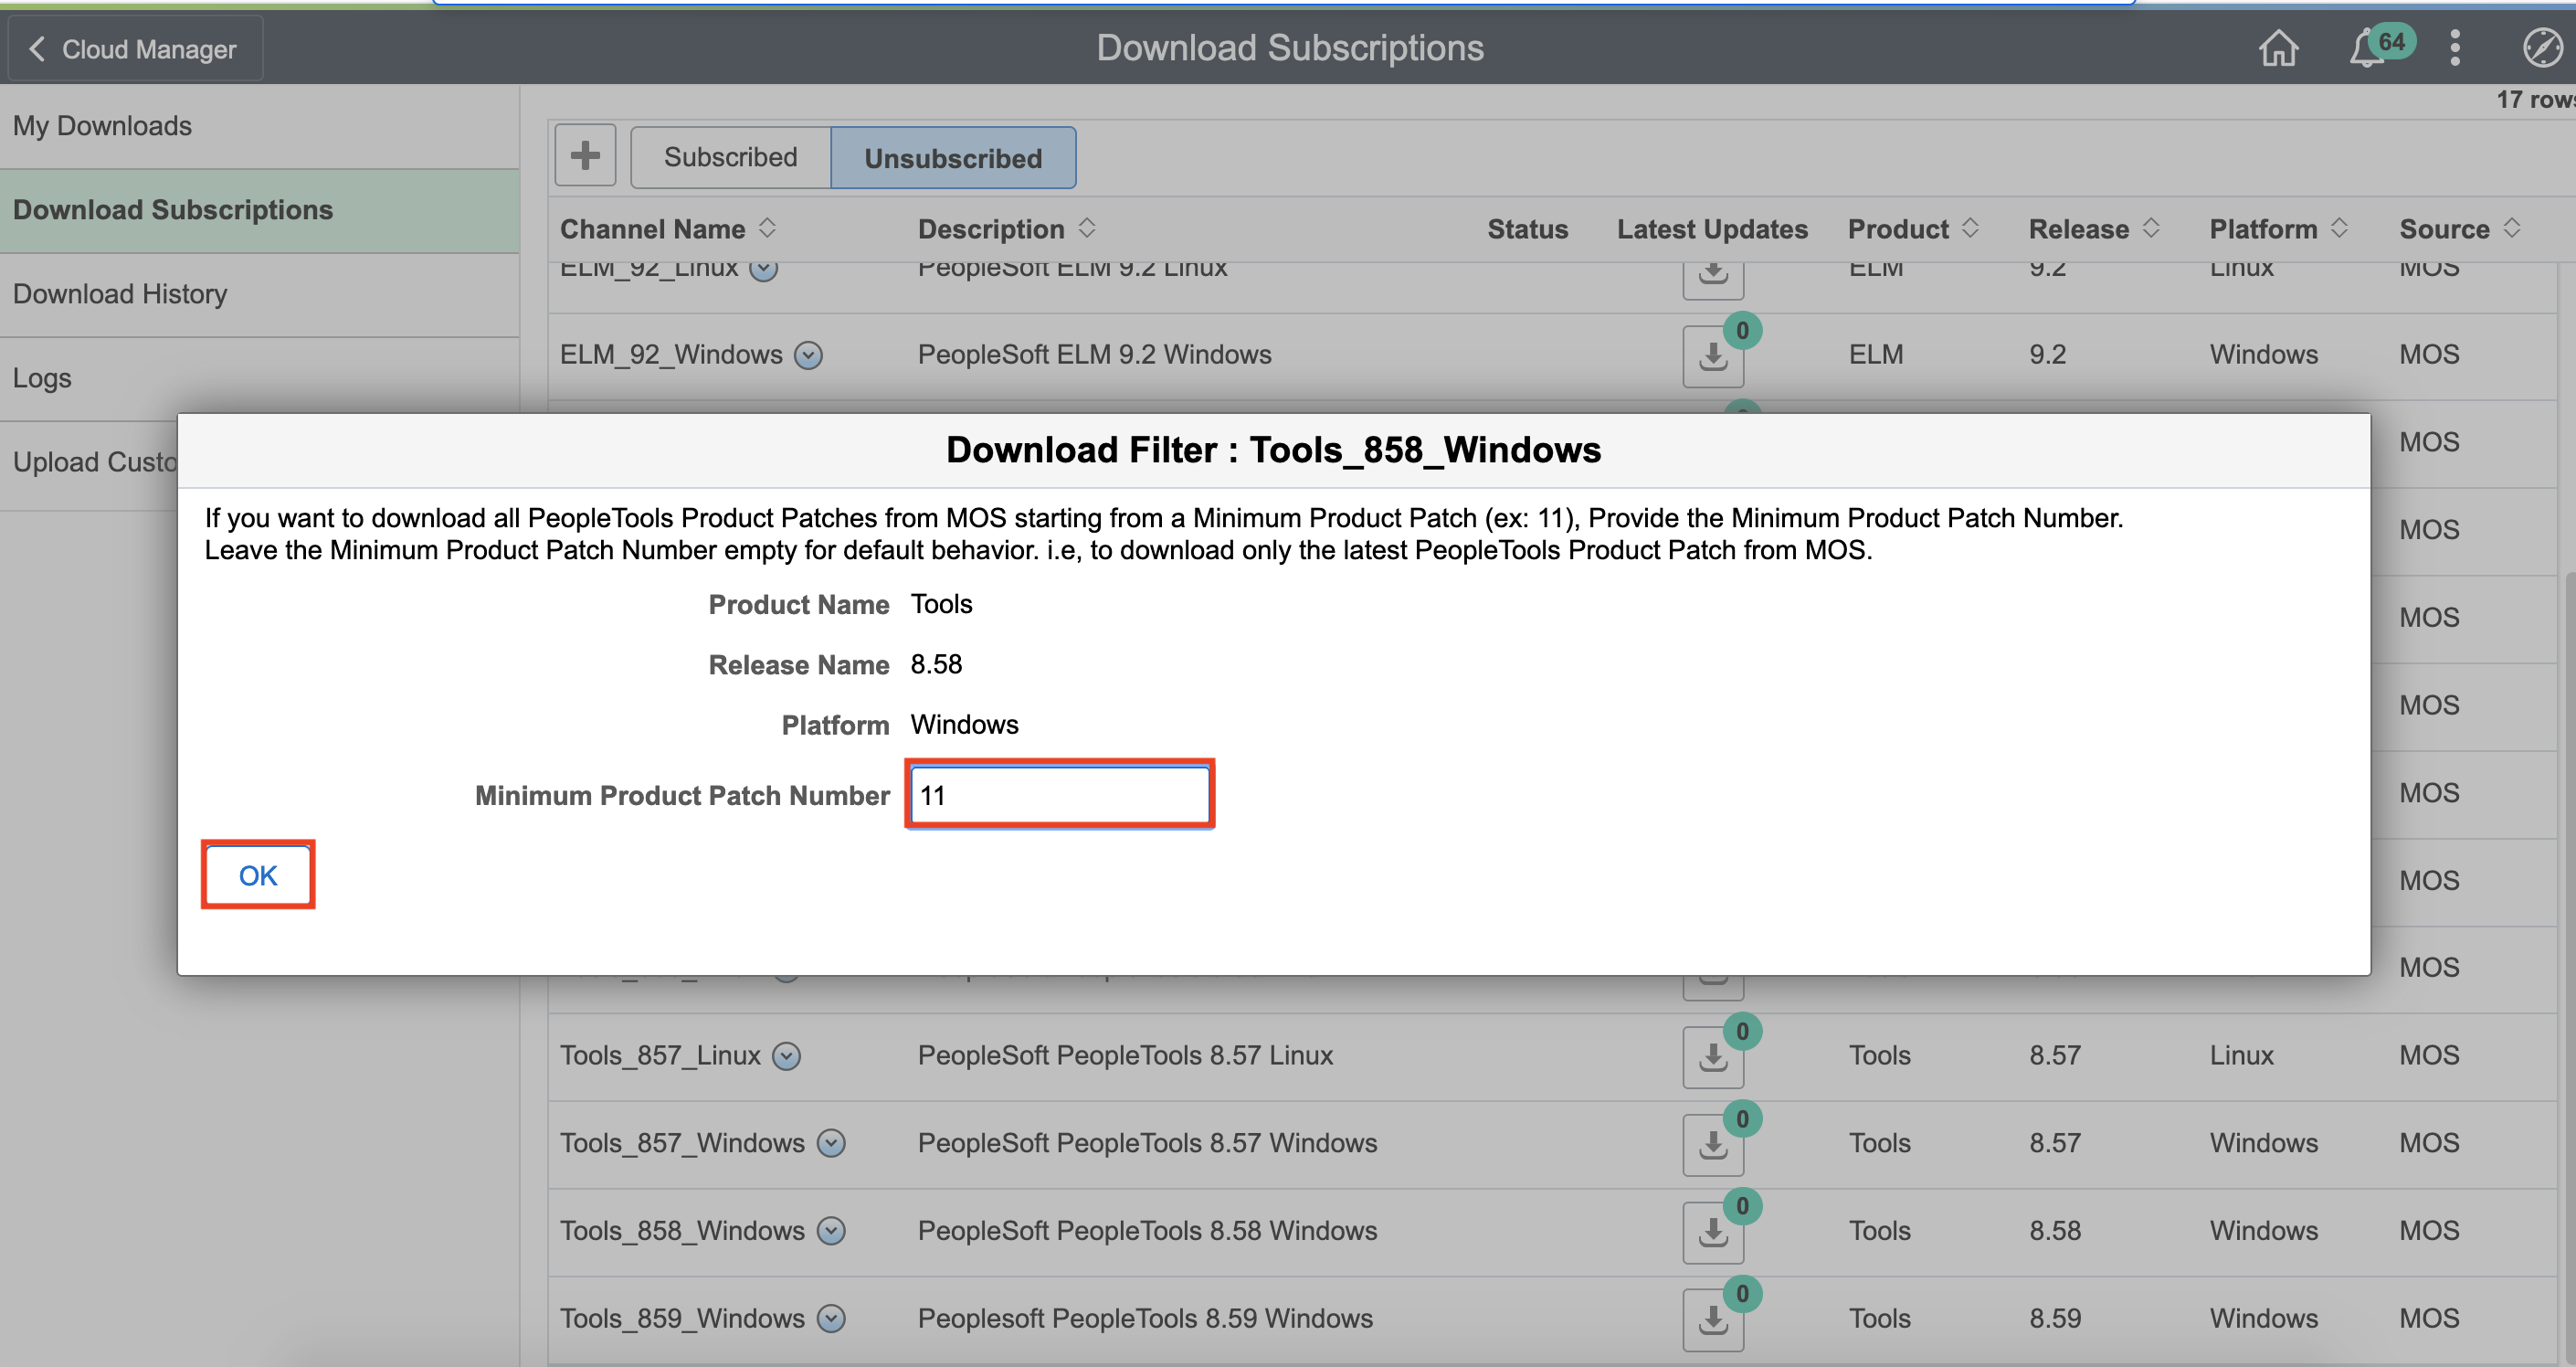 Cloud Manager
Download Subscriptions
64
17 rows
My Downloads
Download Subscriptions
Download History
Logs
Upload Custo
Subscribed
Unsubscribed
Channel Name Description Status Latest Updates Product Release Platform Source
ELM_92_Linux PeopleSoft ELM 9.2 Linux ELM 9.2 Linux MOS
ELM_92_Windows PeopleSoft ELM 9.2 Windows 0 ELM 9.2 Windows MOS
MOS
MOS
MOS
MOS
MOS
MOS
MOS
Download Filter : Tools_858_Windows
If you want to download all PeopleTools Product Patches from MOS starting from a Minimum Product Patch (ex: 11), Provide the Minimum Product Patch Number.
Leave the Minimum Product Patch Number empty for default behavior. i.e, to download only the latest PeopleTools Product Patch from MOS.
Product Name Tools
Release Name 8.58
Platform Windows
Minimum Product Patch Number 11
OK
Tools_857_Linux PeopleSoft PeopleTools 8.57 Linux 0 Tools 8.57 Linux MOS
Tools_857_Windows PeopleSoft PeopleTools 8.57 Windows 0 Tools 8.57 Windows MOS
Tools_858_Windows PeopleSoft PeopleTools 8.58 Windows 0 Tools 8.58 Windows MOS
Tools_859_Windows Peoplesoft PeopleTools 8.59 Windows 0 Tools 8.59 Windows MOS